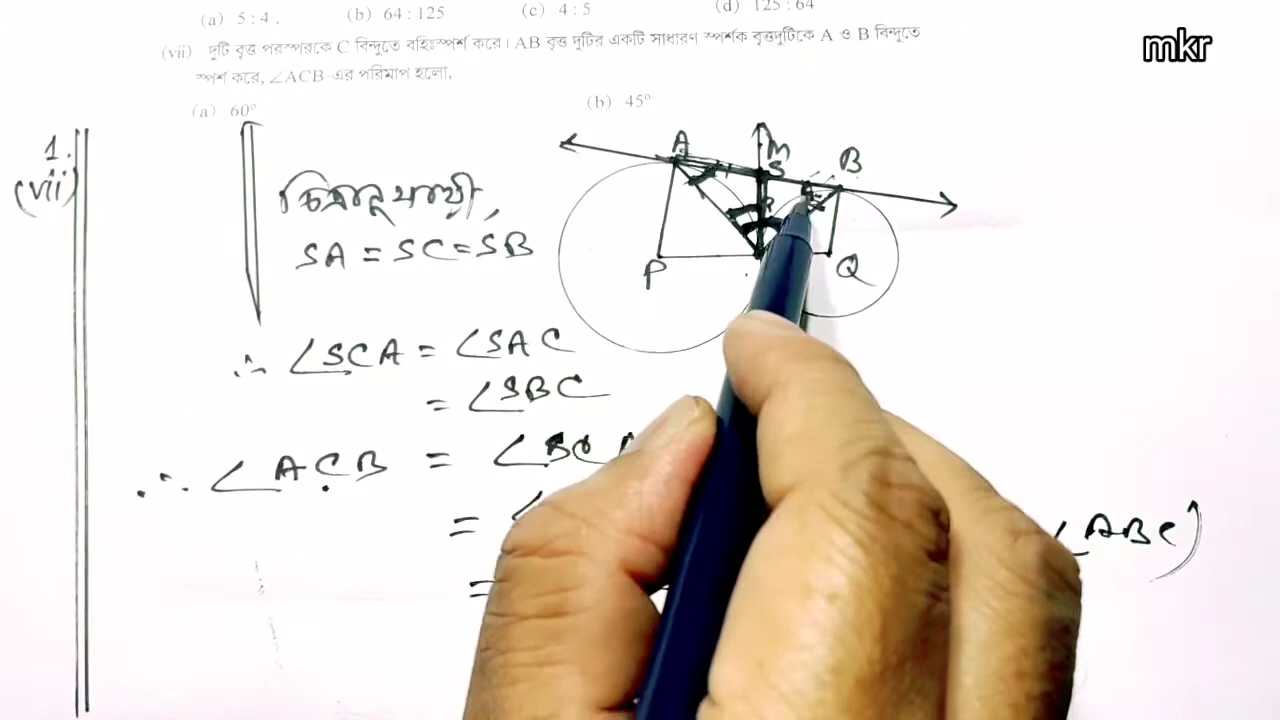 (a) 5 : 4 . (b) 64 : 125 (c) 4 : 5 (d) 125 : 64
(vii) দুটি বৃত্ত পরস্পরকে C বিন্দুতে বহিঃস্পর্শ করে। AB বৃত্ত দুটির একটি সাধারণ স্পর্শক বৃত্তদুটিকে A ও B বিন্দুতে
স্পর্শ করে, ∠ACB-এর পরিমাপ হলো,
mkr
(a) 60° (b) 45°
1.
(vii)
A M S B
P Q
চিত্রানুযায়ী,
SA = SC = SB
∴ ∠SCA = ∠SAC
= ∠SBC
∴ ∠ACB =
= ∠ABC)
=